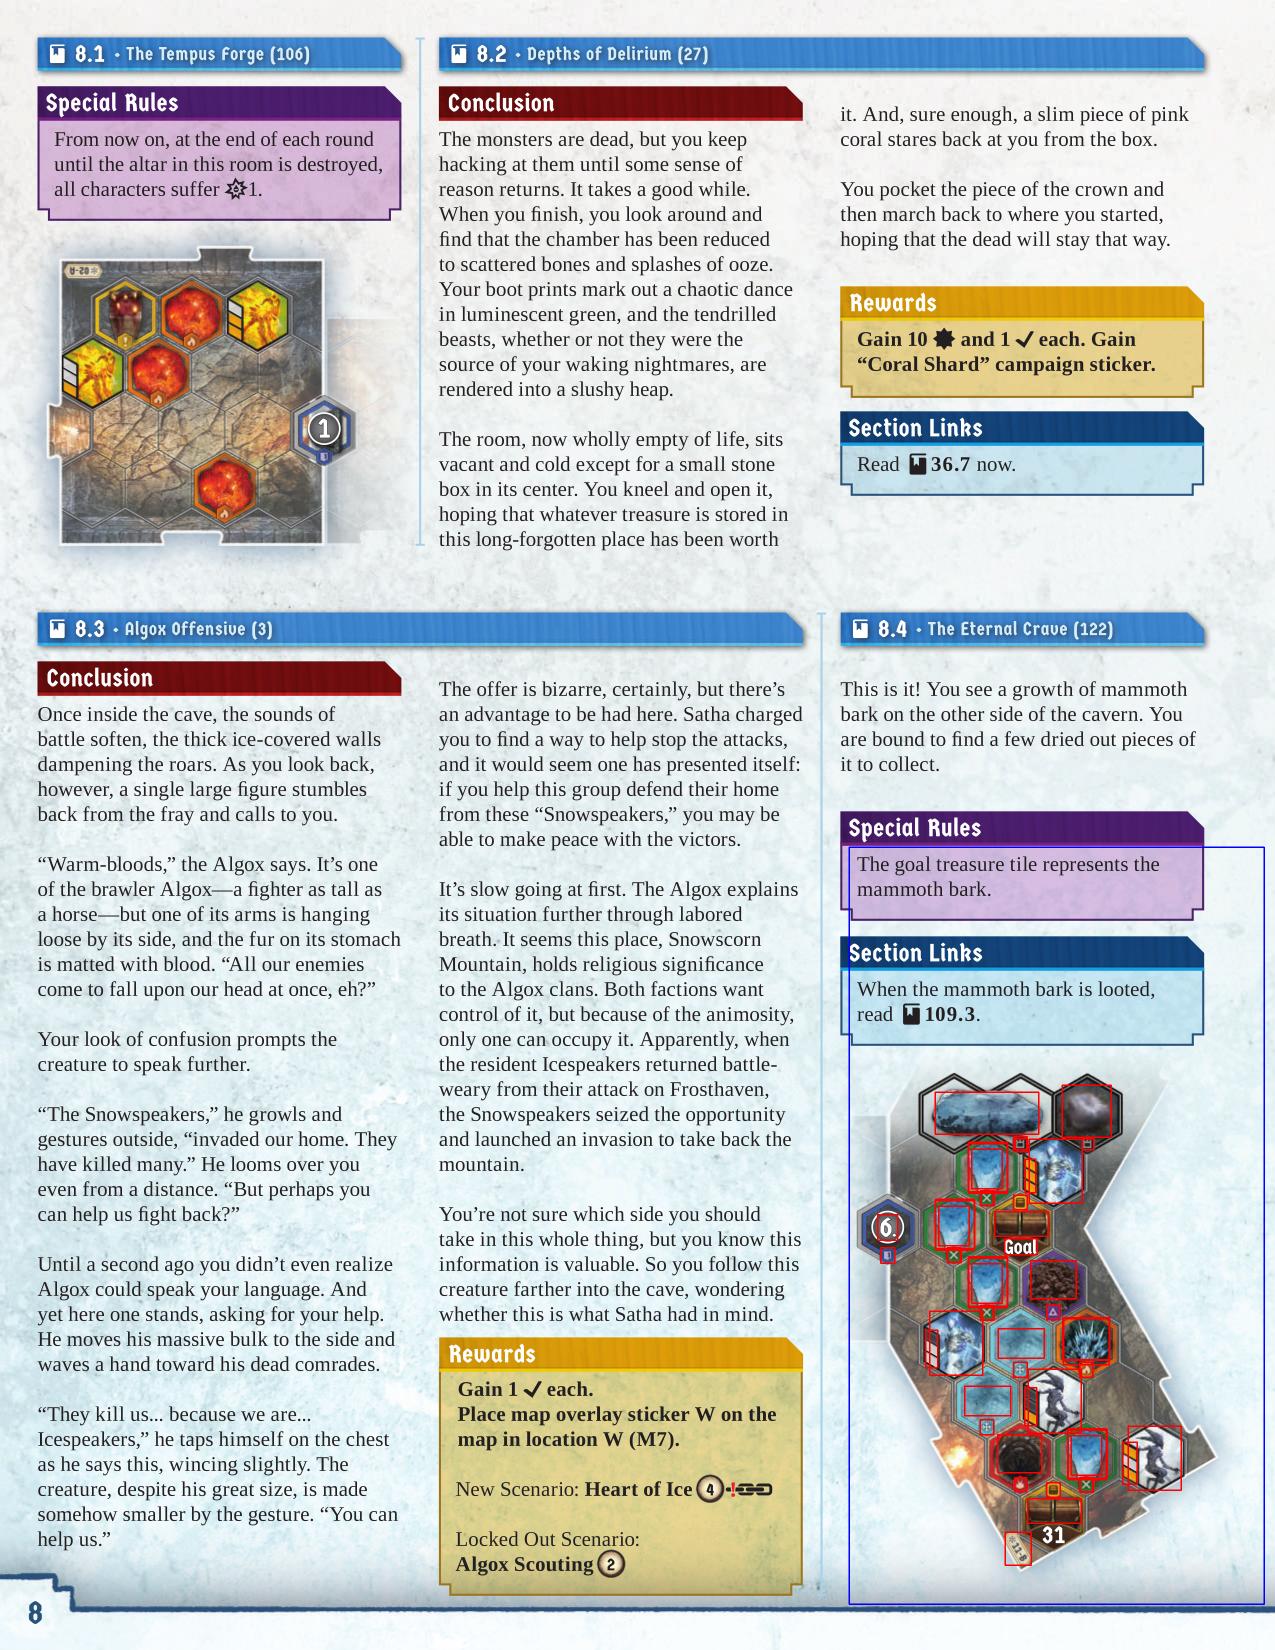 8.1 • The Tempus Forge (106)
Special Rules
From now on, at the end of each round
until the altar in this room is destroyed,
all characters suffer 1.
02-A
1
8.2 • Depths of Delirium (27)
Conclusion
The monsters are dead, but you keep
hacking at them until some sense of
reason returns. It takes a good while.
When you finish, you look around and
find that the chamber has been reduced
to scattered bones and splashes of ooze.
Your boot prints mark out a chaotic dance
in luminescent green, and the tendrilled
beasts, whether or not they were the
source of your waking nightmares, are
rendered into a slushy heap.
The room, now wholly empty of life, sits
vacant and cold except for a small stone
box in its center. You kneel and open it,
hoping that whatever treasure is stored in
this long-forgotten place has been worth
it. And, sure enough, a slim piece of pink
coral stares back at you from the box.
You pocket the piece of the crown and
then march back to where you started,
hoping that the dead will stay that way.
Rewards
Gain 10 and 1 each. Gain
“Coral Shard” campaign sticker.
Section Links
Read 36.7 now.
8.3 • Algox Offensive (3)
Conclusion
Once inside the cave, the sounds of
battle soften, the thick ice-covered walls
dampening the roars. As you look back,
however, a single large figure stumbles
back from the fray and calls to you.
“Warm-bloods,” the Algox says. It’s one
of the brawler Algox—a fighter as tall as
a horse—but one of its arms is hanging
loose by its side, and the fur on its stomach
is matted with blood. “All our enemies
come to fall upon our head at once, eh?”
Your look of confusion prompts the
creature to speak further.
“The Snowspeakers,” he growls and
gestures outside, “invaded our home. They
have killed many.” He looms over you
even from a distance. “But perhaps you
can help us fight back?”
Until a second ago you didn’t even realize
Algox could speak your language. And
yet here one stands, asking for your help.
He moves his massive bulk to the side and
waves a hand toward his dead comrades.
“They kill us... because we are...
Icespeakers,” he taps himself on the chest
as he says this, wincing slightly. The
creature, despite his great size, is made
somehow smaller by the gesture. “You can
help us.”
The offer is bizarre, certainly, but there’s
an advantage to be had here. Satha charged
you to find a way to help stop the attacks,
and it would seem one has presented itself:
if you help this group defend their home
from these “Snowspeakers,” you may be
able to make peace with the victors.
It’s slow going at first. The Algox explains
its situation further through labored
breath. It seems this place, Snowscorn
Mountain, holds religious significance
to the Algox clans. Both factions want
control of it, but because of the animosity,
only one can occupy it. Apparently, when
the resident Icespeakers returned battle-
weary from their attack on Frosthaven,
the Snowspeakers seized the opportunity
and launched an invasion to take back the
mountain.
You’re not sure which side you should
take in this whole thing, but you know this
information is valuable. So you follow this
creature farther into the cave, wondering
whether this is what Satha had in mind.
Rewards
Gain 1 each.
Place map overlay sticker W on the
map in location W (M7).
New Scenario: Heart of Ice 4
Locked Out Scenario:
Algox Scouting 2
8.4 • The Eternal Crave (122)
This is it! You see a growth of mammoth
bark on the other side of the cavern. You
are bound to find a few dried out pieces of
it to collect.
Special Rules
The goal treasure tile represents the
mammoth bark.
Section Links
When the mammoth bark is looted,
read 109.3.
6
Goal
31
11-B
8